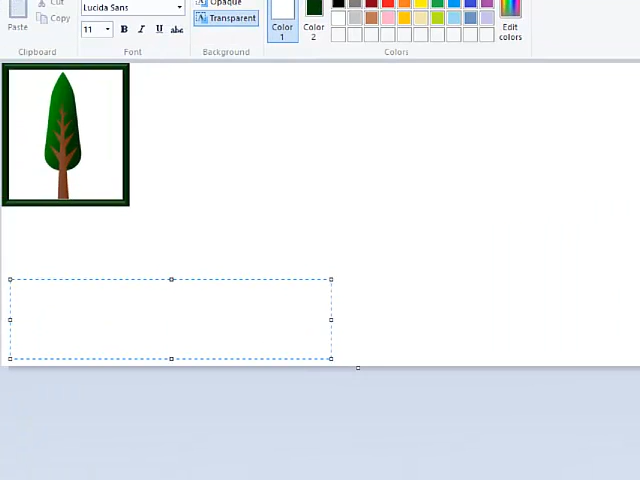 Cut
Lucida Sans
Opaque
Paste
Copy
11
B I U abc
A Transparent
Color 1
Color 2
Edit colors
Clipboard
Font
Background
Colors